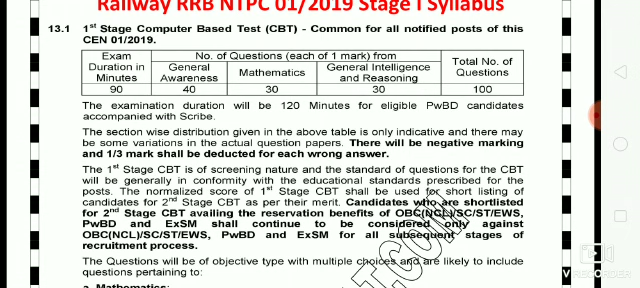 Railway RRB NTPC 01/2019 Stage I Syllabus
13.1 1st Stage Computer Based Test (CBT) - Common for all notified posts of this
CEN 01/2019.
Exam Duration in Minutes | No. of Questions (each of 1 mark) from | Total No. of Questions
General Awareness | Mathematics | General Intelligence and Reasoning
90 | 40 | 30 | 30 | 100
The examination duration will be 120 Minutes for eligible PwBD candidates
accompanied with Scribe.
The section wise distribution given in the above table is only indicative and there may
be some variations in the actual question papers. There will be negative marking
and 1/3 mark shall be deducted for each wrong answer.
The 1st Stage CBT is of screening nature and the standard of questions for the CBT
will be generally in conformity with the educational standards prescribed for the
posts. The normalized score of 1st Stage CBT shall be used for short listing of
candidates for 2nd Stage CBT as per their merit. Candidates who are shortlisted
for 2nd Stage CBT availing the reservation benefits of OBC(NCL)/SC/ST/EWS,
PwBD and ExSM shall continue to be considered only against
OBC(NCL)/SC/ST/EWS, PwBD and ExSM for all subsequent stages of
recruitment process.
The Questions will be of objective type with multiple choices and are likely to include
questions pertaining to:
a. Mathematics:
T.COM
VRECORDER